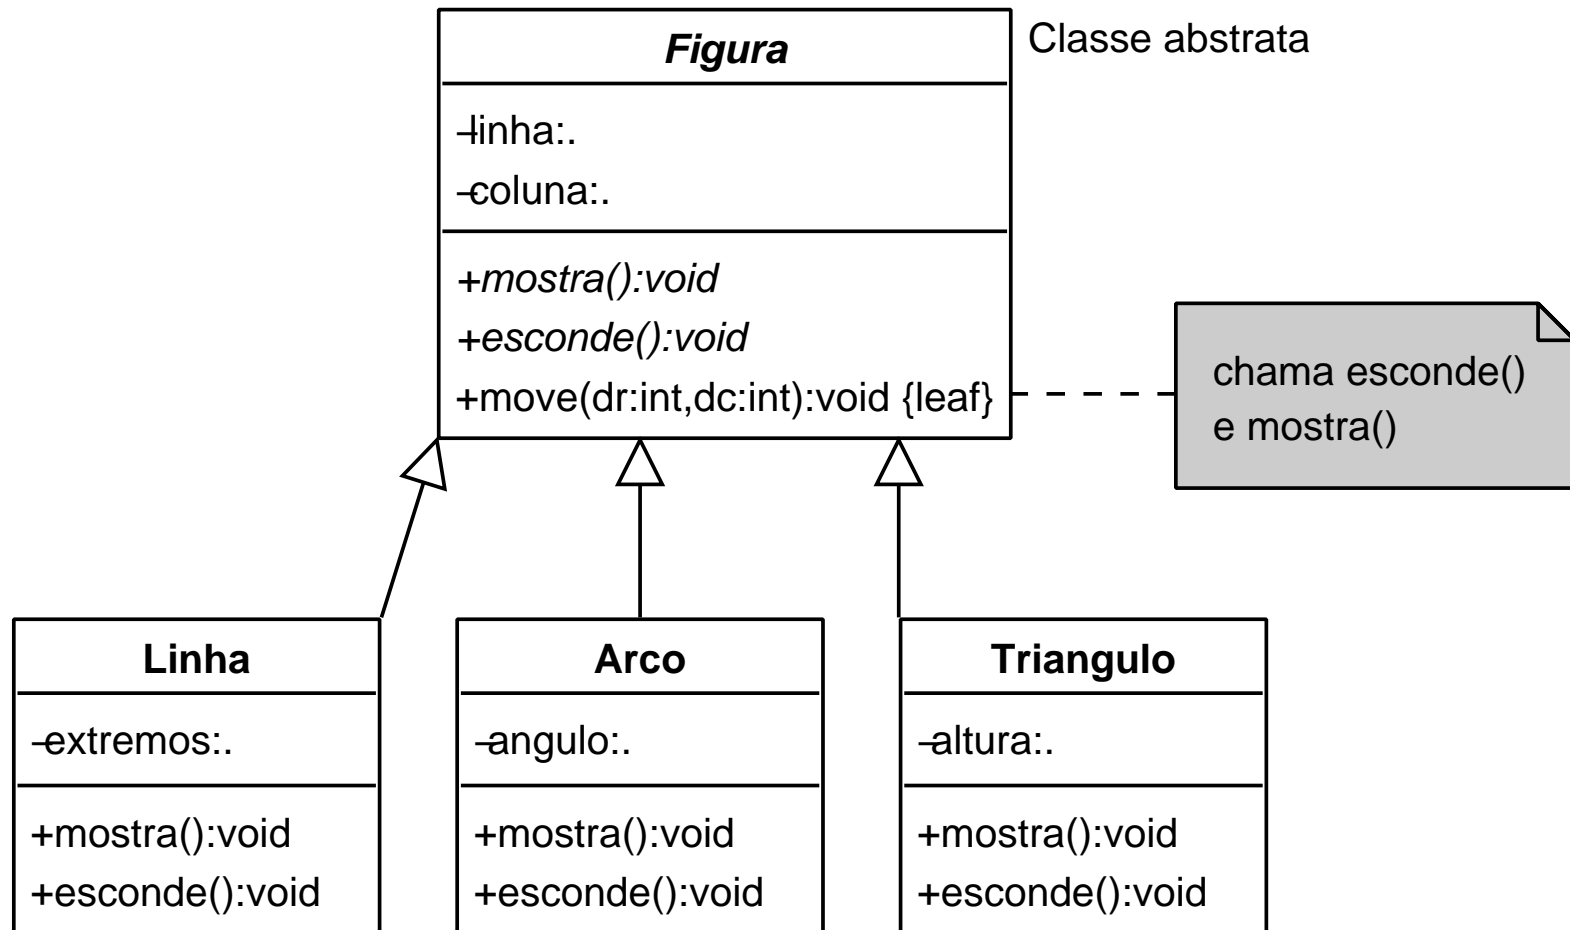 Figura
Classe abstrata
-linha:.
-coluna:.
+mostra():void
+esconde():void
+move(dr:int,dc:int):void {leaf}
chama esconde()
e mostra()
Linha
-extremos:.
+mostra():void
+esconde():void
Arco
-angulo:.
+mostra():void
+esconde():void
Triangulo
-altura:.
+mostra():void
+esconde():void